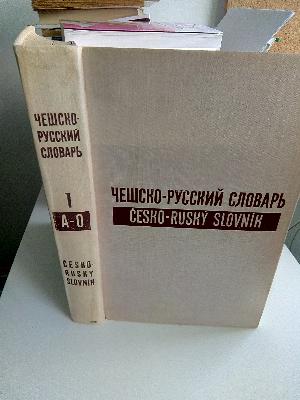 ЧЕШСКО-
РУССКИЙ
СЛОВАРЬ
I
A-O
ČESKO-
RUSKÝ
SLOVNÍK
ЧЕШСКО-РУССКИЙ СЛОВАРЬ
ČESKO-RUSKÝ SLOVNÍK